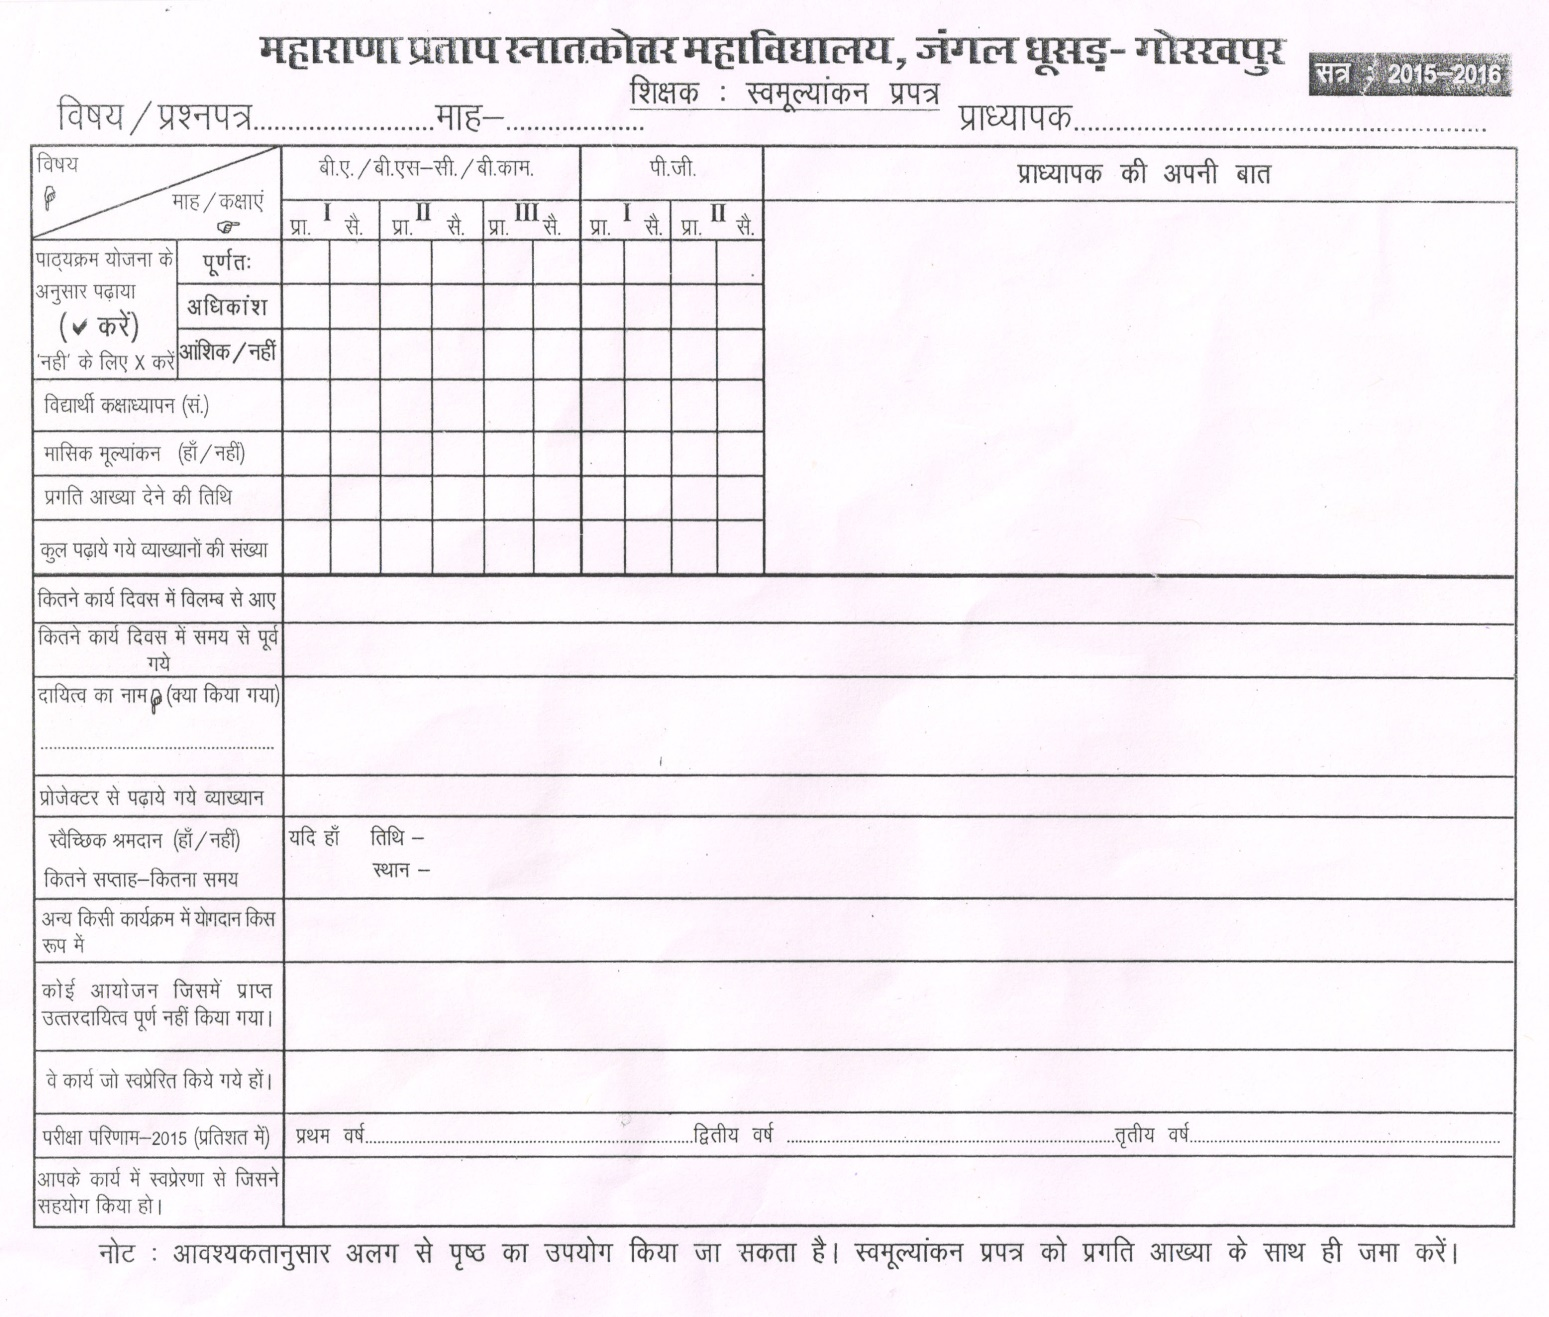 महाराणा प्रताप स्नातकोत्तर महाविद्यालय, जंगल धूसड़- गोरखपुर
सत्र : 2015–2016
शिक्षक : स्वमूल्यांकन प्रपत्र
विषय / प्रश्नपत्र.......................... माह–.................... प्राध्यापक............................................................
विषय
माह / कक्षाएं
बी.ए. / बी.एस–सी. / बी.काम.
पी.जी.
प्राध्यापक की अपनी बात
प्रा. I सै. प्रा. II सै. प्रा. III सै. प्रा. I सै. प्रा. II सै.
पाठ्यक्रम योजना के
अनुसार पढ़ाया
(✓ करें)
'नहीं' के लिए X करें
पूर्णतः
अधिकांश
आंशिक / नहीं
विद्यार्थी कक्षाध्यापन (सं.)
मासिक मूल्यांकन (हाँ / नहीं)
प्रगति आख्या देने की तिथि
कुल पढ़ाये गये व्याख्यानों की संख्या
कितने कार्य दिवस में विलम्ब से आए
कितने कार्य दिवस में समय से पूर्व
गये
दायित्व का नाम (क्या किया गया)
..........................................................
प्रोजेक्टर से पढ़ाये गये व्याख्यान
स्वैच्छिक श्रमदान (हाँ / नहीं)
कितने सप्ताह–कितना समय
यदि हाँ तिथि –
स्थान –
अन्य किसी कार्यक्रम में योगदान किस
रूप में
कोई आयोजन जिसमें प्राप्त
उत्तरदायित्व पूर्ण नहीं किया गया।
वे कार्य जो स्वप्रेरित किये गये हों।
परीक्षा परिणाम–2015 (प्रतिशत में)
प्रथम वर्ष............................................................द्वितीय वर्ष ............................................................तृतीय वर्ष............................................................
आपके कार्य में स्वप्रेरणा से जिसने
सहयोग किया हो।
नोट : आवश्यकतानुसार अलग से पृष्ठ का उपयोग किया जा सकता है। स्वमूल्यांकन प्रपत्र को प्रगति आख्या के साथ ही जमा करें।